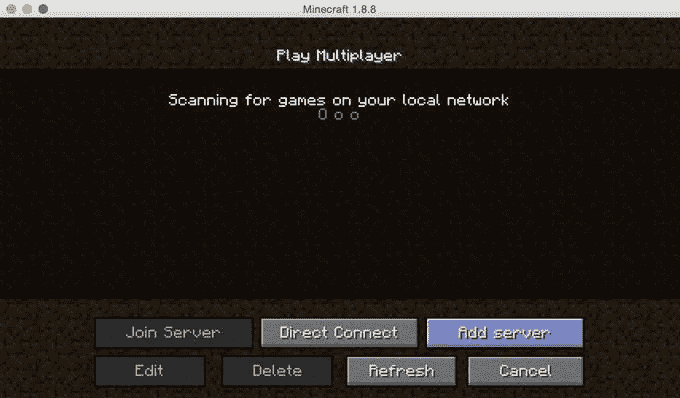 Minecraft 1.8.8
Play Multiplayer
Scanning for games on your local network
O o o
Join Server
Direct Connect
Add server
Edit
Delete
Refresh
Cancel